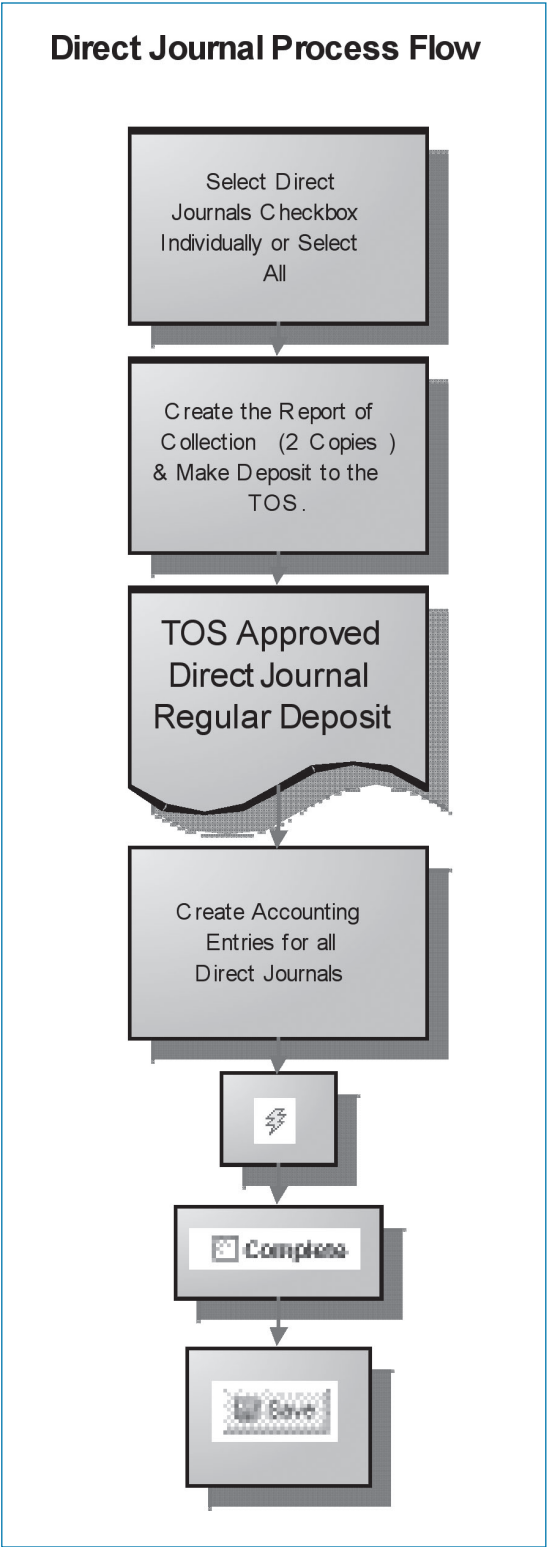 Direct Journal Process Flow
Select Direct
Journals Checkbox
Individually or Select
All
Create the Report of
Collection (2 Copies )
& Make Deposit to the
TOS.
TOS Approved
Direct Journal
Regular Deposit
Create Accounting
Entries for all
Direct Journals
Complete
Save